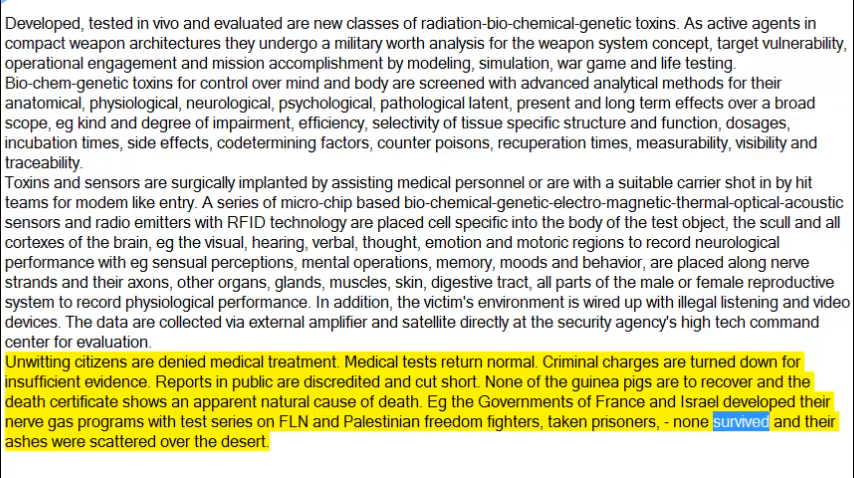 Developed, tested in vivo and evaluated are new classes of radiation-bio-chemical-genetic toxins. As active agents in
compact weapon architectures they undergo a military worth analysis for the weapon system concept, target vulnerability,
operational engagement and mission accomplishment by modeling, simulation, war game and life testing.
Bio-chem-genetic toxins for control over mind and body are screened with advanced analytical methods for their
anatomical, physiological, neurological, psychological, pathological latent, present and long term effects over a broad
scope, eg kind and degree of impairment, efficiency, selectivity of tissue specific structure and function, dosages,
incubation times, side effects, codetermining factors, counter poisons, recuperation times, measurability, visibility and
traceability.
Toxins and sensors are surgically implanted by assisting medical personnel or are with a suitable carrier shot in by hit
teams for modem like entry. A series of micro-chip based bio-chemical-genetic-electro-magnetic-thermal-optical-acoustic
sensors and radio emitters with RFID technology are placed cell specific into the body of the test object, the scull and all
cortexes of the brain, eg the visual, hearing, verbal, thought, emotion and motoric regions to record neurological
performance with eg sensual perceptions, mental operations, memory, moods and behavior, are placed along nerve
strands and their axons, other organs, glands, muscles, skin, digestive tract, all parts of the male or female reproductive
system to record physiological performance. In addition, the victim's environment is wired up with illegal listening and video
devices. The data are collected via external amplifier and satellite directly at the security agency's high tech command
center for evaluation.
Unwitting citizens are denied medical treatment. Medical tests return normal. Criminal charges are turned down for
insufficient evidence. Reports in public are discredited and cut short. None of the guinea pigs are to recover and the
death certificate shows an apparent natural cause of death. Eg the Governments of France and Israel developed their
nerve gas programs with test series on FLN and Palestinian freedom fighters, taken prisoners, - none survived and their
ashes were scattered over the desert.